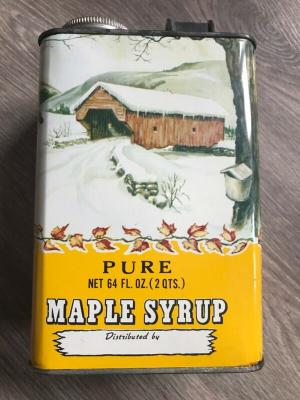 PURE
NET 64 FL. OZ. (2 QTS.)
MAPLE SYRUP
Distributed by